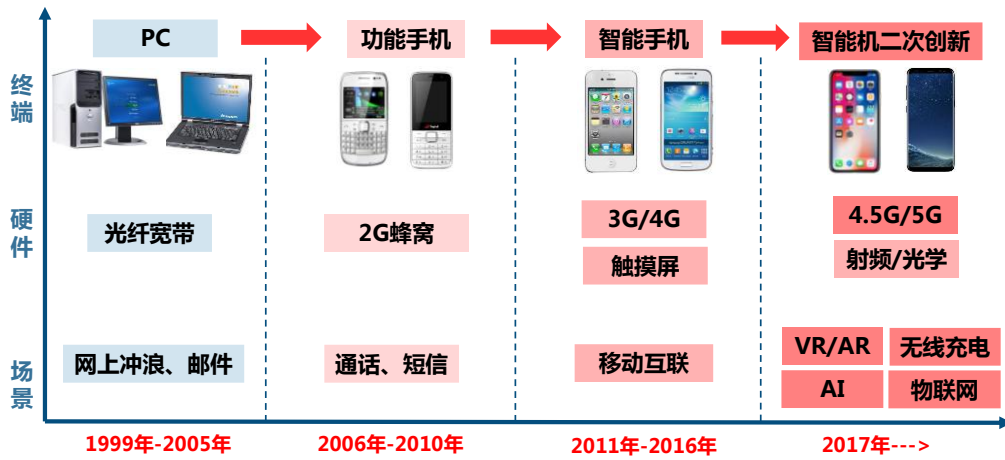 PC
功能手机
智能手机
智能机二次创新
终端
硬件
光纤宽带
2G蜂窝
3G/4G
触摸屏
4.5G/5G
射频/光学
场景
网上冲浪、邮件
通话、短信
移动互联
VR/AR
无线充电
AI
物联网
1999年-2005年
2006年-2010年
2011年-2016年
2017年--->